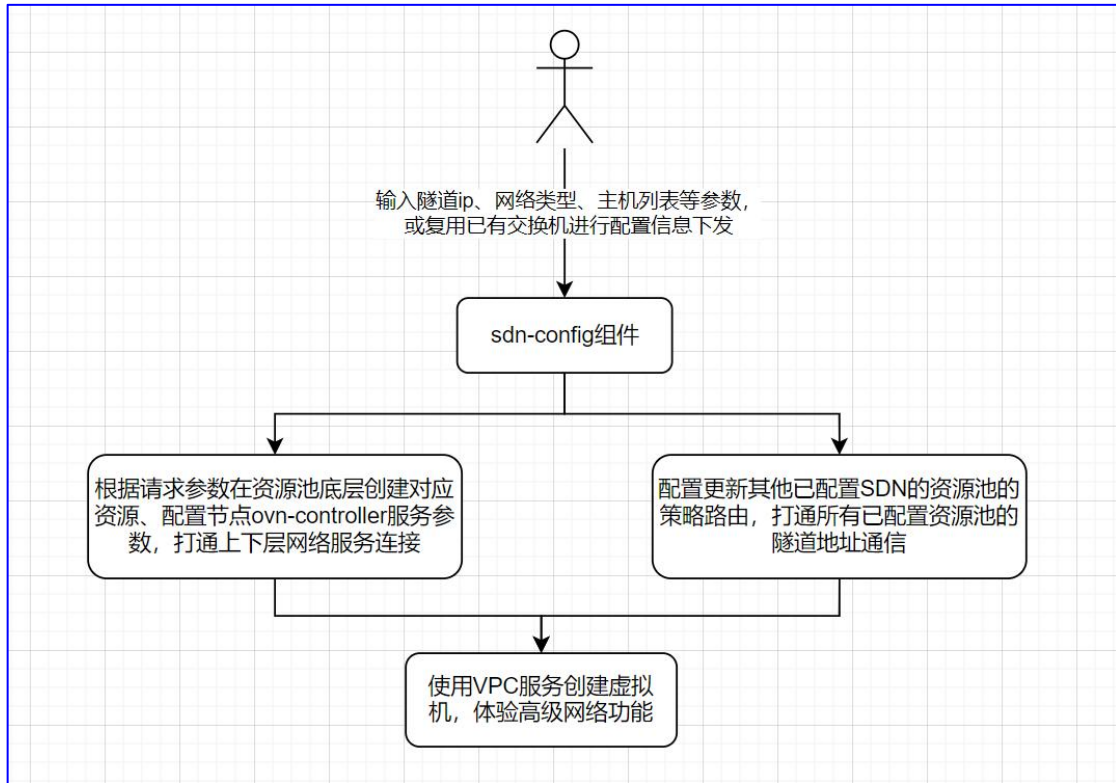 输入隧道ip、网络类型、主机列表等参数，
或复用已有交换机进行配置信息下发
sdn-config组件
根据请求参数在资源池底层创建对应
资源、配置节点ovn-controller服务参
数，打通上下层网络服务连接
配置更新其他已配置SDN的资源池的
策略路由，打通所有已配置资源池的
隧道地址通信
使用VPC服务创建虚拟
机，体验高级网络功能